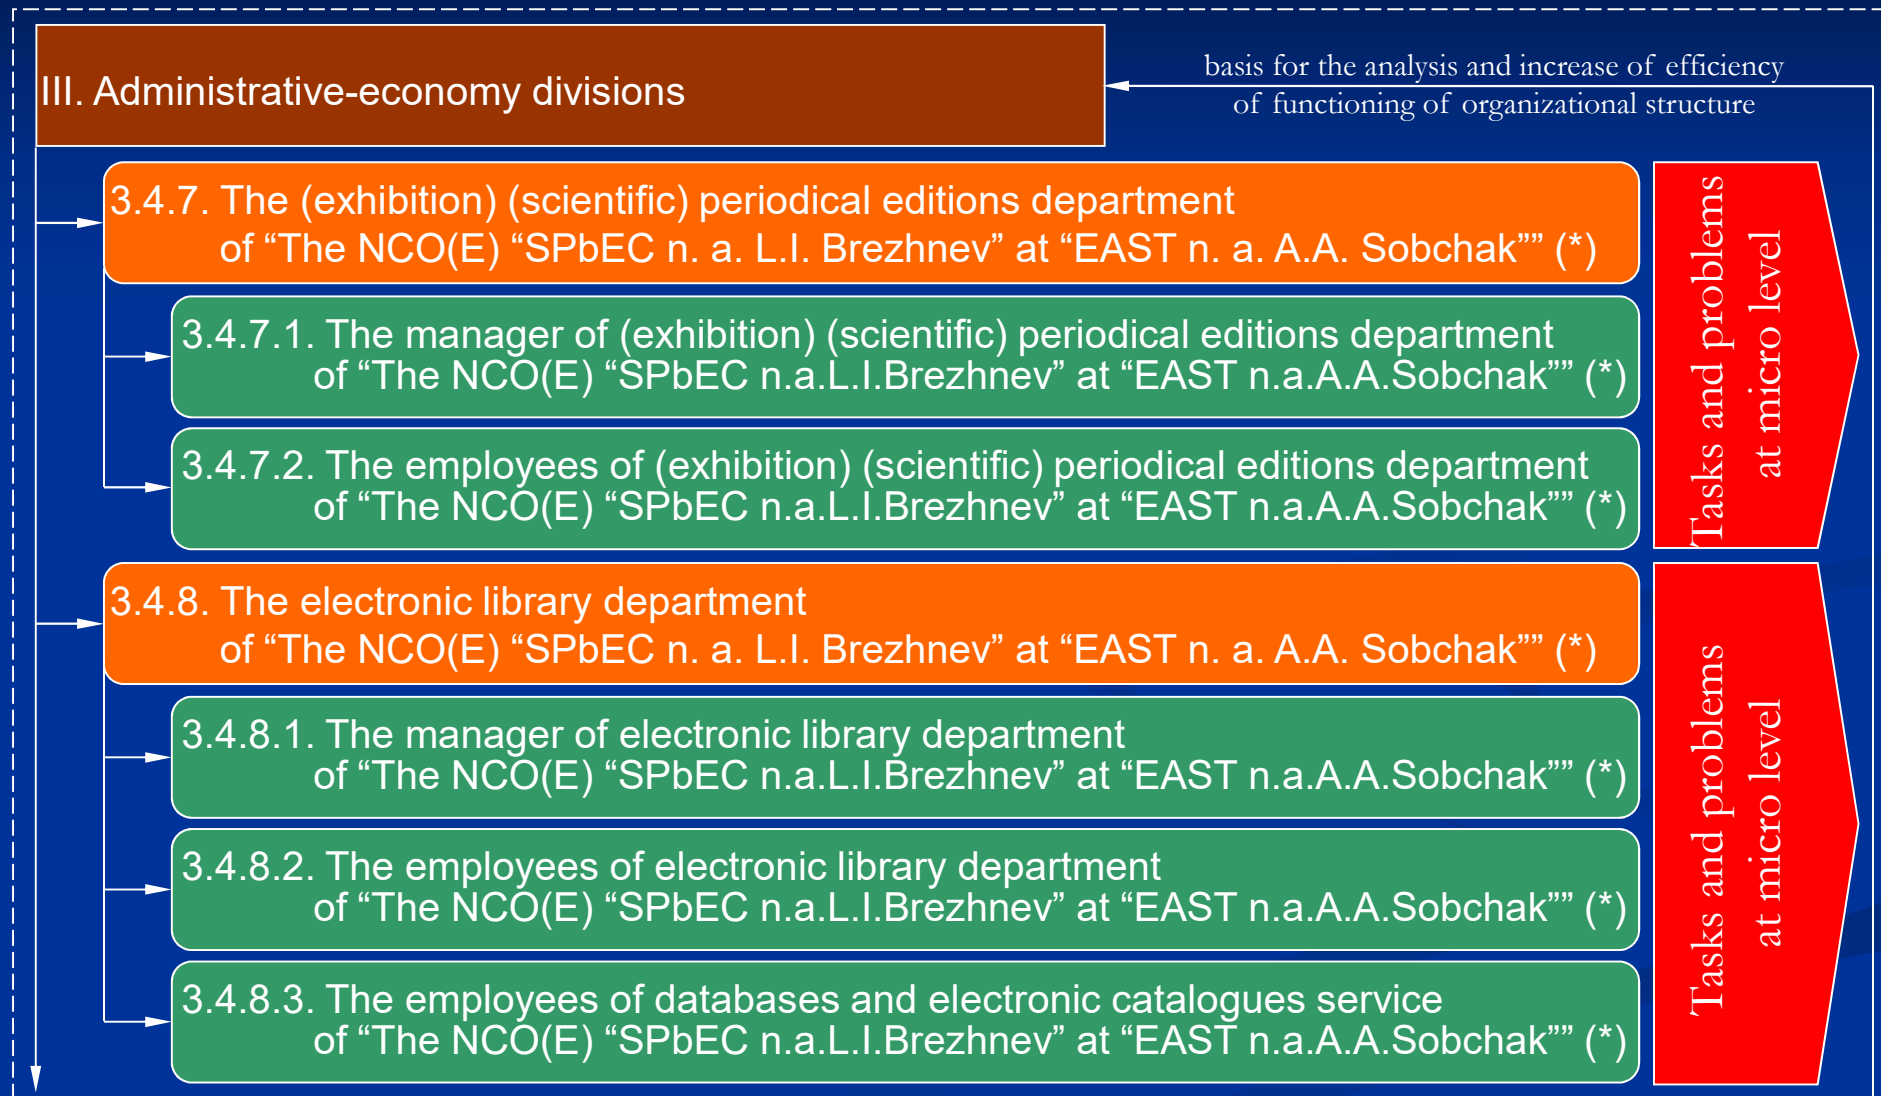 III. Administrative-economy divisions
basis for the analysis and increase of efficiency
of functioning of organizational structure
3.4.7. The (exhibition) (scientific) periodical editions department
of “The NCO(E) “SPbEC n. a. L.I. Brezhnev” at “EAST n. a. A.A. Sobchak”” (*)
3.4.7.1. The manager of (exhibition) (scientific) periodical editions department
of “The NCO(E) “SPbEC n.a.L.I.Brezhnev” at “EAST n.a.A.A.Sobchak”” (*)
3.4.7.2. The employees of (exhibition) (scientific) periodical editions department
of “The NCO(E) “SPbEC n.a.L.I.Brezhnev” at “EAST n.a.A.A.Sobchak”” (*)
Tasks and problems
at micro level
3.4.8. The electronic library department
of “The NCO(E) “SPbEC n. a. L.I. Brezhnev” at “EAST n. a. A.A. Sobchak”” (*)
3.4.8.1. The manager of electronic library department
of “The NCO(E) “SPbEC n.a.L.I.Brezhnev” at “EAST n.a.A.A.Sobchak”” (*)
3.4.8.2. The employees of electronic library department
of “The NCO(E) “SPbEC n.a.L.I.Brezhnev” at “EAST n.a.A.A.Sobchak”” (*)
3.4.8.3. The employees of databases and electronic catalogues service
of “The NCO(E) “SPbEC n.a.L.I.Brezhnev” at “EAST n.a.A.A.Sobchak”” (*)
Tasks and problems
at micro level